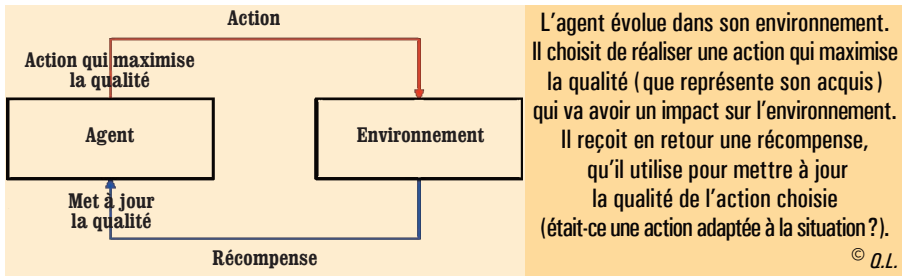 Action
Action qui maximise
la qualité
Agent
Environnement
Met à jour
la qualité
Récompense
L'agent évolue dans son environnement.
Il choisit de réaliser une action qui maximise
la qualité (que représente son acquis)
qui va avoir un impact sur l'environnement.
Il reçoit en retour une récompense,
qu'il utilise pour mettre à jour
la qualité de l'action choisie
(était-ce une action adaptée à la situation?).
© Q.L.